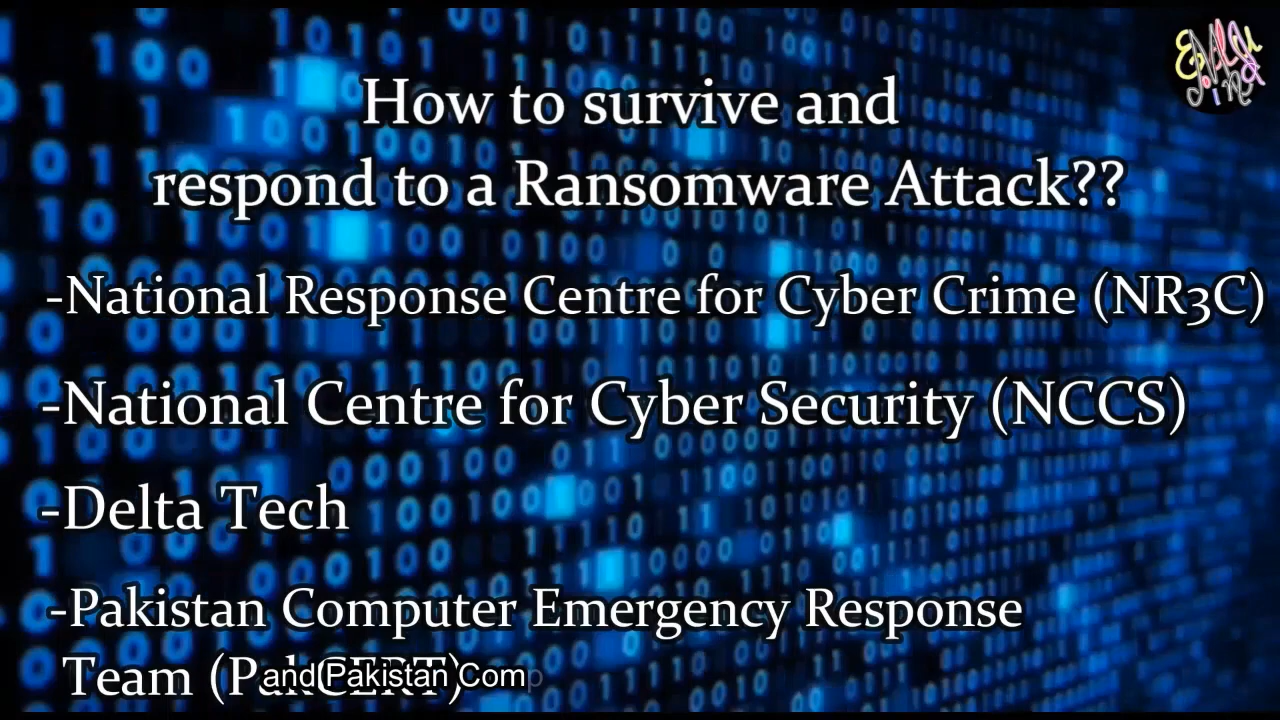 How to survive and
respond to a Ransomware Attack??
-National Response Centre for Cyber Crime (NR3C)
-National Centre for Cyber Security (NCCS)
-Delta Tech
-Pakistan Computer Emergency Response
Team (PakCERT)
and Pakistan Comp